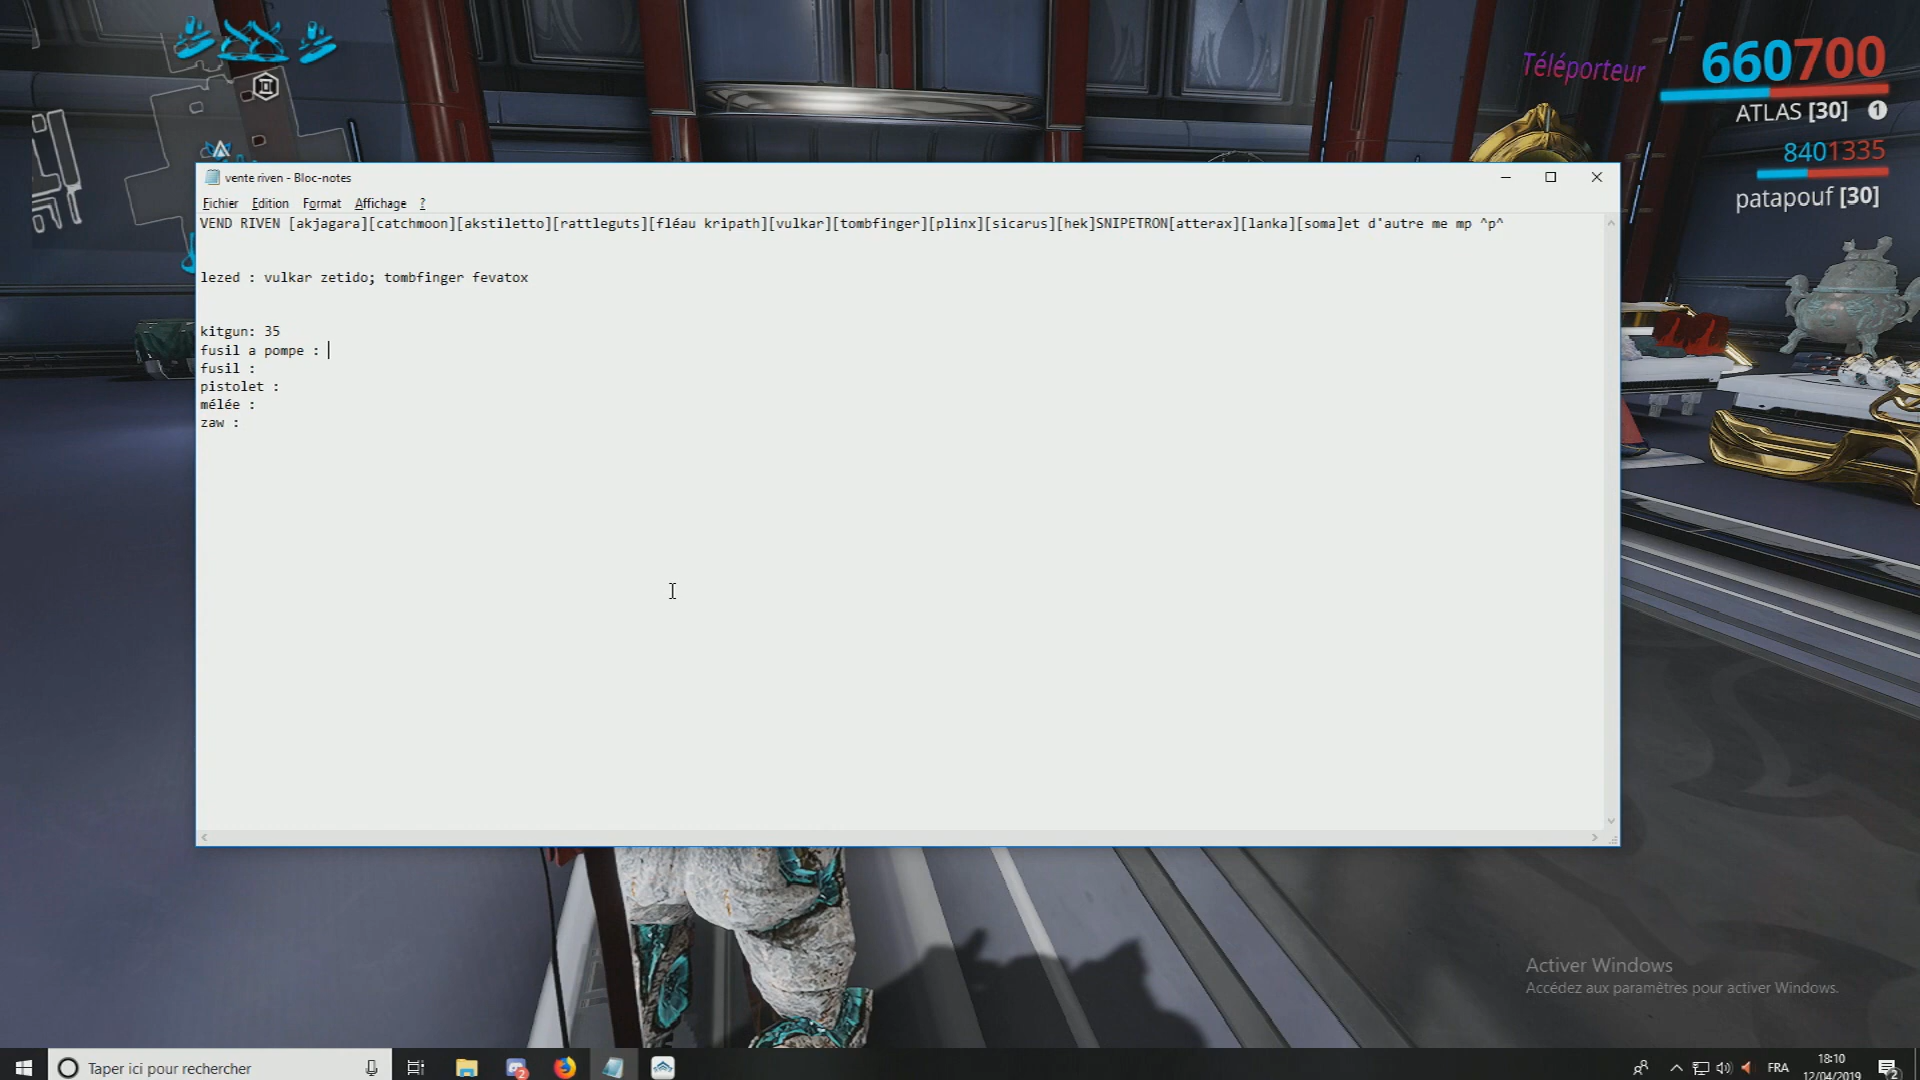 Téléporteur
660700
ATLAS [30] 1
8401335
patapouf [30]
vente riven - Bloc-notes
Fichier Edition Format Affichage ?
VEND RIVEN [akjagara][catchmoon][akstiletto][rattleguts][fléau kripath][vulkar][tombfinger][plinx][sicarus][hek]SNIPETRON[atterax][lanka][soma]et d'autre me mp ^p^
lezed : vulkar zetido; tombfinger fevatox
kitgun: 35
fusil a pompe :
fusil :
pistolet :
mélée :
zaw :
Activer Windows
Accédez aux paramètres pour activer Windows.
Taper ici pour rechercher
2
FRA
18:10
12/04/2019
2